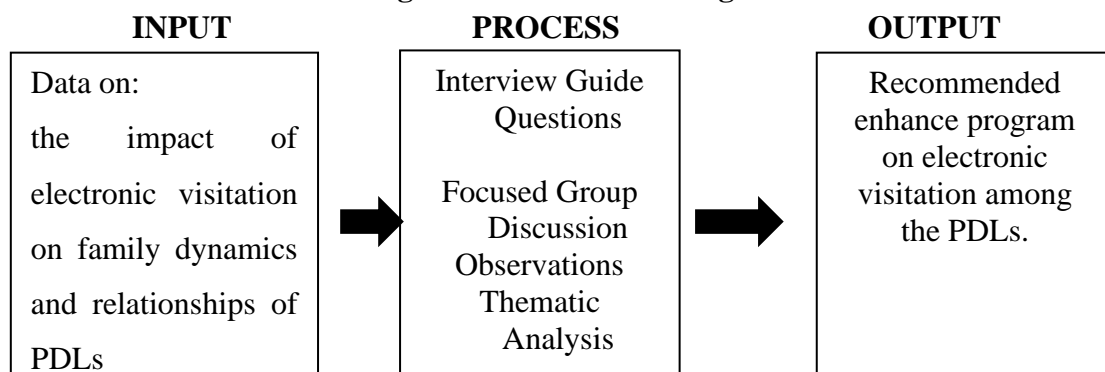 INPUT
Data on:
the impact of
electronic visitation
on family dynamics
and relationships of
PDLs
PROCESS
Interview Guide
Questions
Focused Group
Discussion
Observations
Thematic
Analysis
OUTPUT
Recommended
enhance program
on electronic
visitation among
the PDLs.